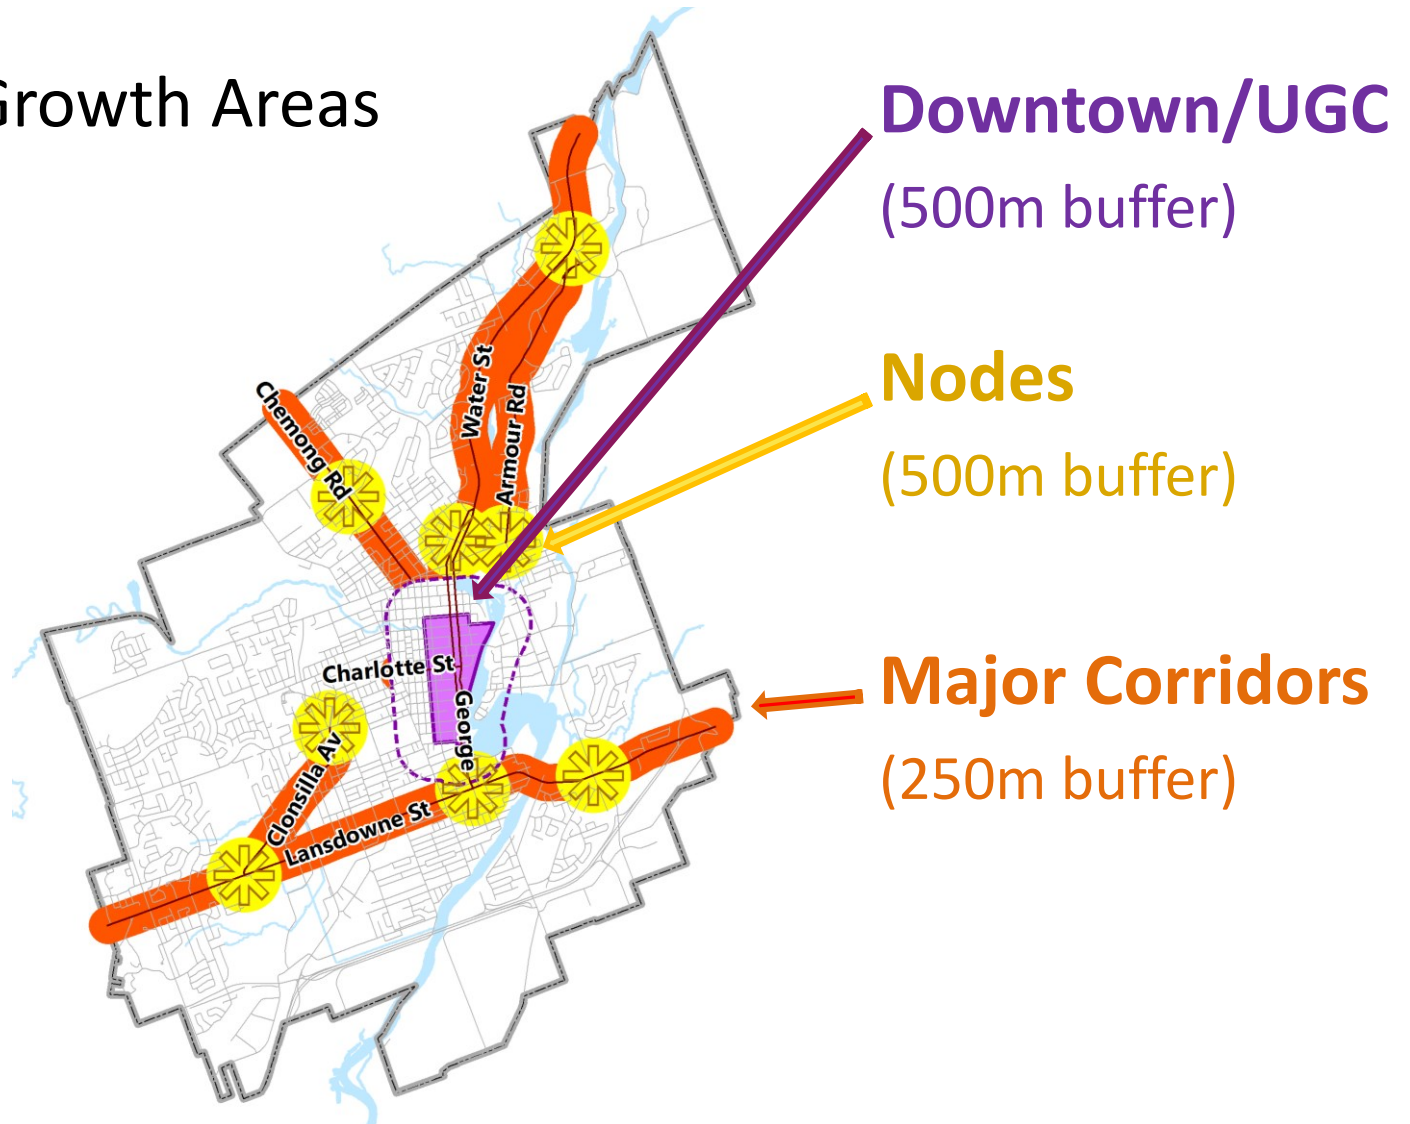 Growth Areas
Downtown/UGC
(500m buffer)
Nodes
(500m buffer)
Major Corridors
(250m buffer)
Water St
Armour Rd
Chemong Rd
Charlotte St
George
Clonsilla Av
Lansdowne St